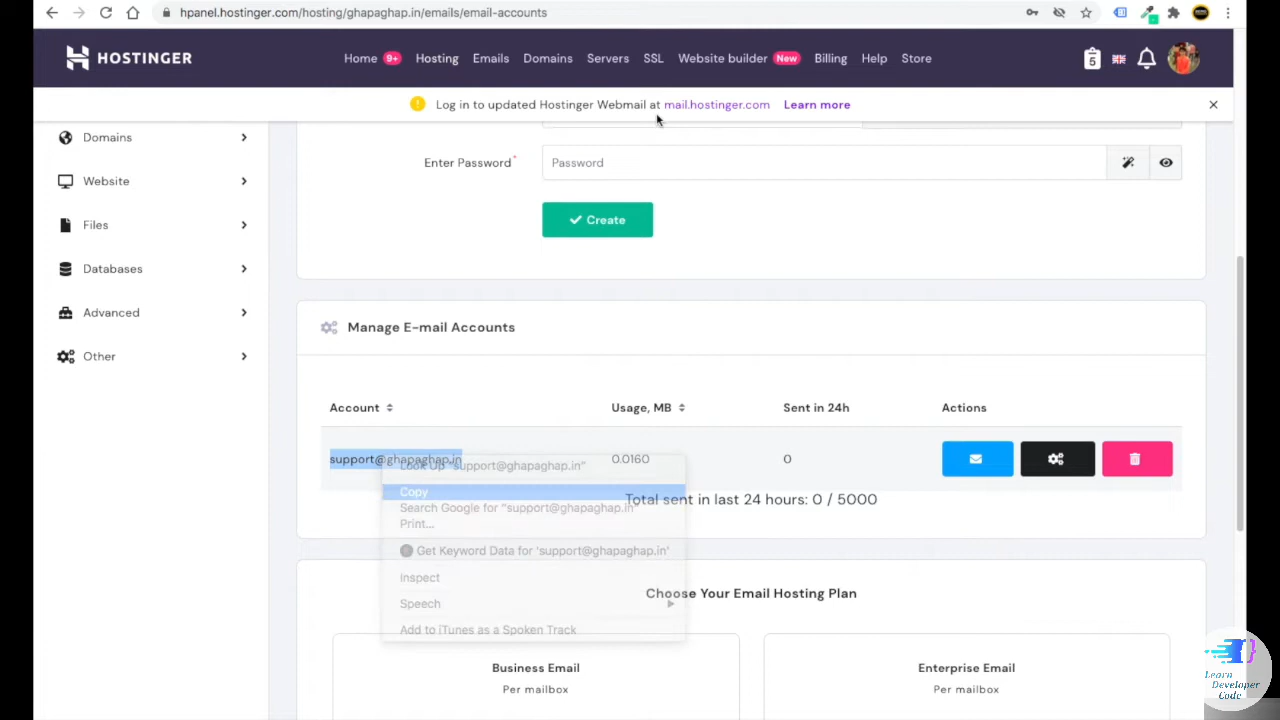 hpanel.hostinger.com/hosting/ghapaghap.in/emails/email-accounts
HOSTINGER
Home 9+ Hosting Emails Domains Servers SSL Website builder New Billing Help Store
5
Log in to updated Hostinger Webmail at mail.hostinger.com Learn more
Domains
Website
Files
Databases
Advanced
Other
Enter Password*
Password
Create
Manage E-mail Accounts
Account Usage, MB Sent in 24h Actions
support@ghapaghap.in 0.0160 0
Look Up "support@ghapaghap.in"
Copy
Search Google for "support@ghapaghap.in"
Print...
Get Keyword Data for 'support@ghapaghap.in'
Inspect
Speech
Add to iTunes as a Spoken Track
Total sent in last 24 hours: 0 / 5000
Choose Your Email Hosting Plan
Business Email
Per mailbox
Enterprise Email
Per mailbox
Learn
Developer
Code